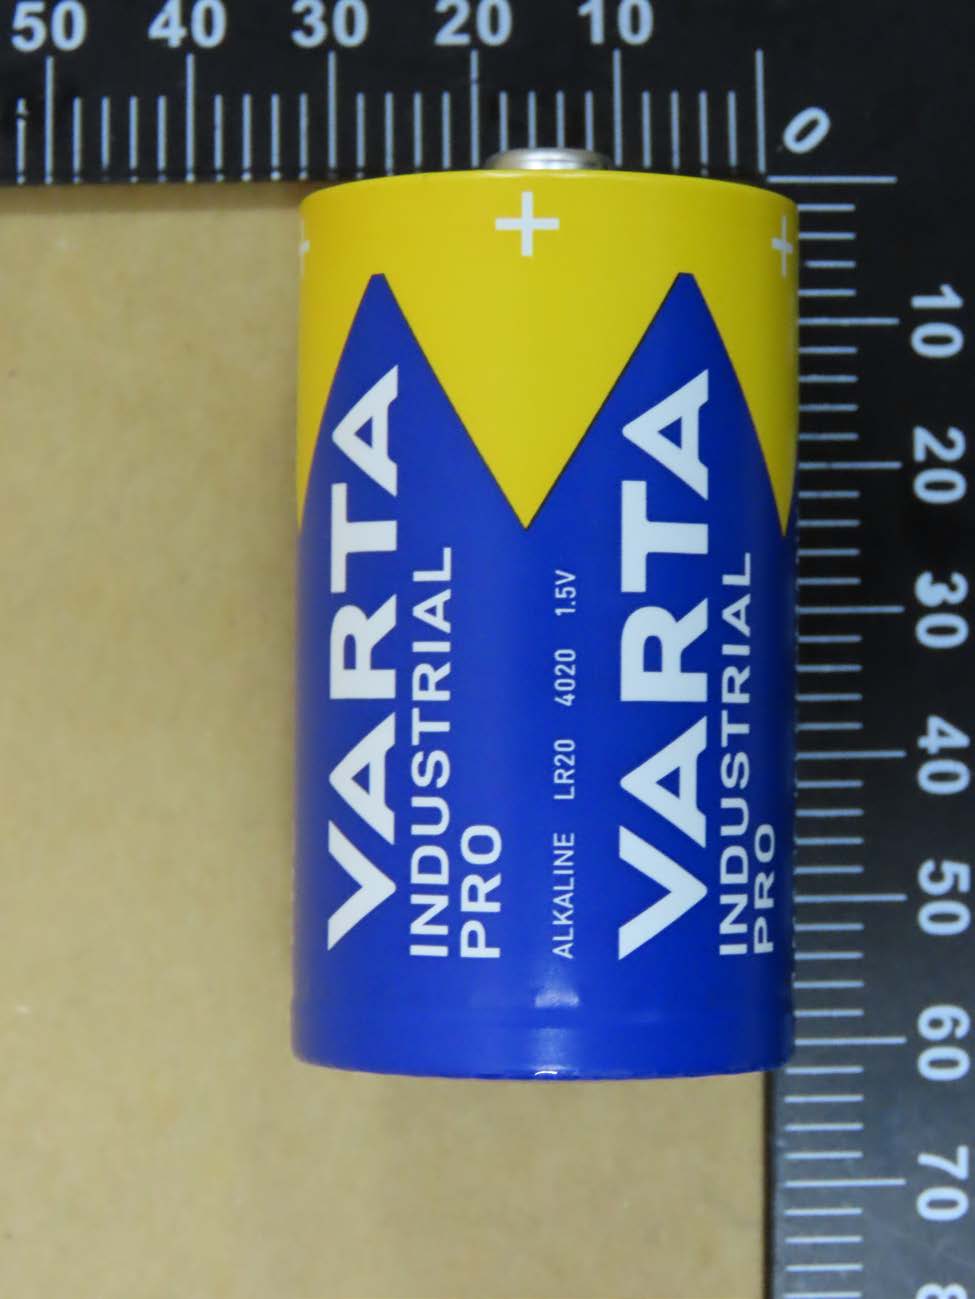 50 40 30 20 10
0
10
20
30
40
50
60
70
+
+
+
VARTA
INDUSTRIAL
PRO
ALKALINE LR20 4020 1.5V
VARTA
INDUSTRIAL
PRO